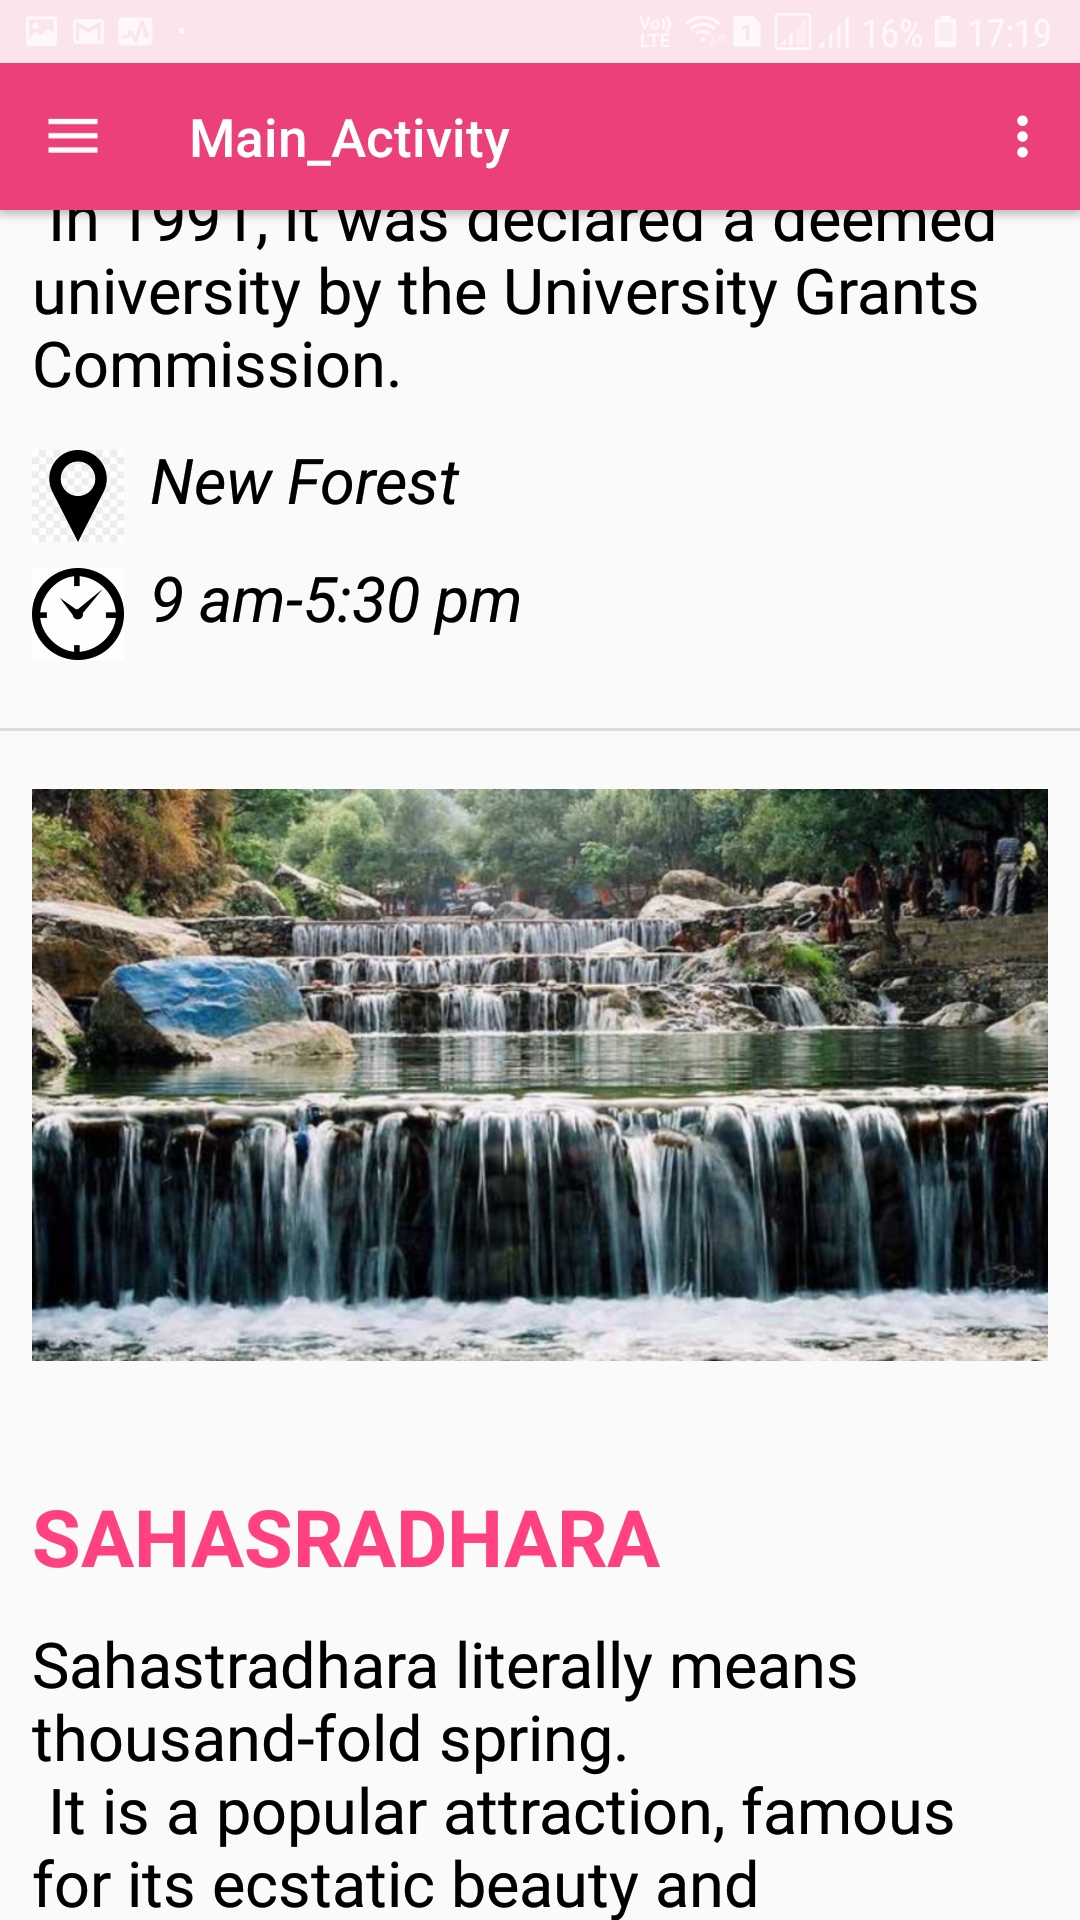 Vo)) LTE 1 16% 17:19
Main_Activity
In 1991, it was declared a deemed
university by the University Grants
Commission.
New Forest
9 am-5:30 pm
SAHASRADHARA
Sahastradhara literally means
thousand-fold spring.
It is a popular attraction, famous
for its ecstatic beauty and